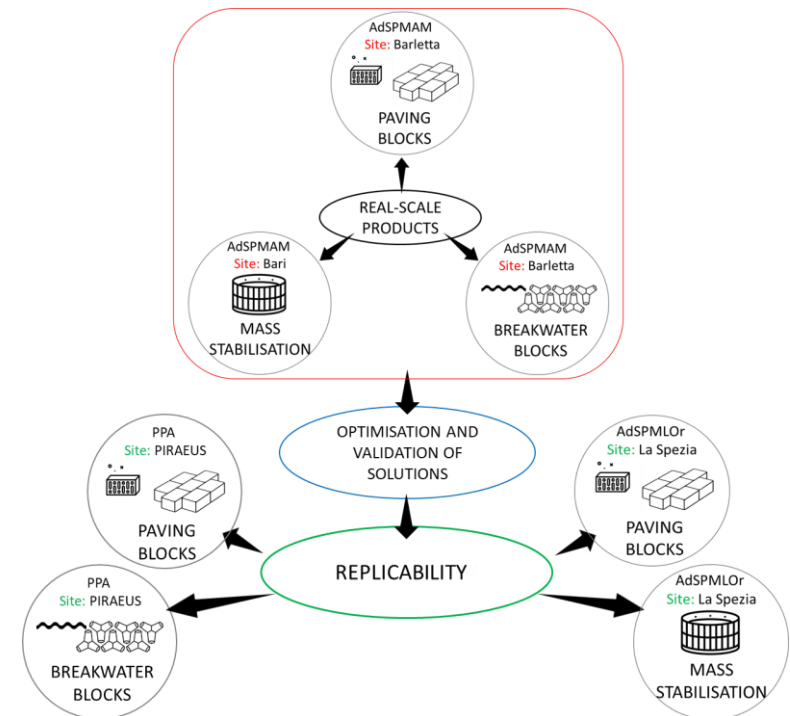 AdSPMAM
Site: Barletta
PAVING
BLOCKS
REAL-SCALE
PRODUCTS
AdSPMAM
Site: Bari
MASS
STABILISATION
AdSPMAM
Site: Barletta
BREAKWATER
BLOCKS
OPTIMISATION AND
VALIDATION OF
SOLUTIONS
PPA
Site: PIRAEUS
PAVING
BLOCKS
AdSPMLOr
Site: La Spezia
PAVING
BLOCKS
REPLICABILITY
PPA
Site: PIRAEUS
BREAKWATER
BLOCKS
AdSPMLOr
Site: La Spezia
MASS
STABILISATION